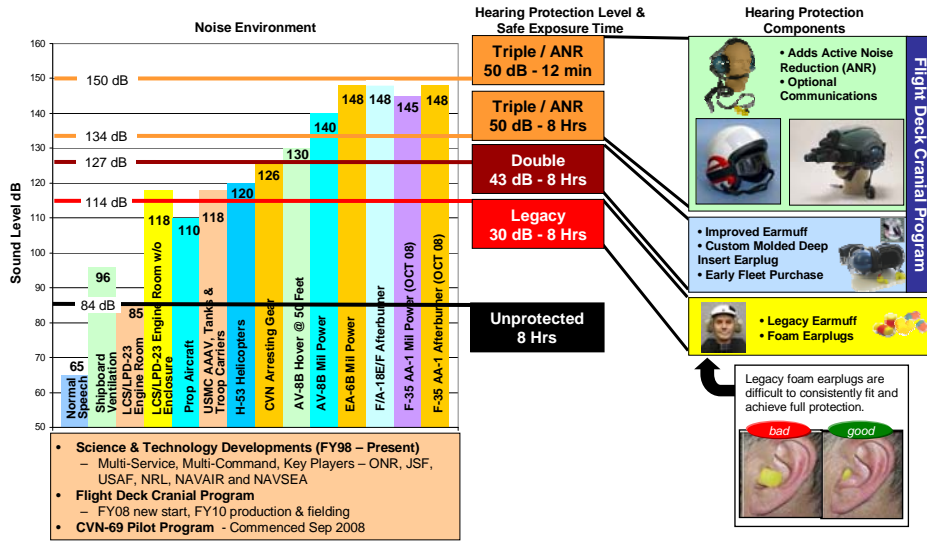 Noise Environment
Hearing Protection Level &
Safe Exposure Time
Hearing Protection
Components
Sound Level dB
160
150
140
130
120
110
100
90
80
70
60
50
150 dB
134 dB
127 dB
114 dB
84 dB
65
96
85
118
110
118
120
126
130
140
148
148
145
148
Normal
Speech
Shipboard
Ventilation
LCS/LPD-23
Engine Room
LCS/LPD-23 Engine Room w/o
Enclosure
Prop Aircraft
USMC AAAV, Tanks &
Troop Carriers
H-53 Helicopters
CVN Arresting Gear
AV-8B Hover @ 50 Feet
AV-8B Mil Power
EA-6B Mil Power
F/A-18E/F Afterburner
F-35 AA-1 Mil Power (OCT 08)
F-35 AA-1 Afterburner (OCT 08)
Triple / ANR
50 dB - 12 min
Triple / ANR
50 dB - 8 Hrs
Double
43 dB - 8 Hrs
Legacy
30 dB - 8 Hrs
Unprotected
8 Hrs
• Adds Active Noise
Reduction (ANR)
• Optional
Communications
• Improved Earmuff
• Custom Molded Deep
Insert Earplug
• Early Fleet Purchase
• Legacy Earmuff
• Foam Earplugs
Flight Deck Cranial Program
Legacy foam earplugs are
difficult to consistently fit and
achieve full protection.
bad
good
• Science & Technology Developments (FY98 – Present)
– Multi-Service, Multi-Command, Key Players – ONR, JSF,
USAF, NRL, NAVAIR and NAVSEA
• Flight Deck Cranial Program
– FY08 new start, FY10 production & fielding
• CVN-69 Pilot Program - Commenced Sep 2008